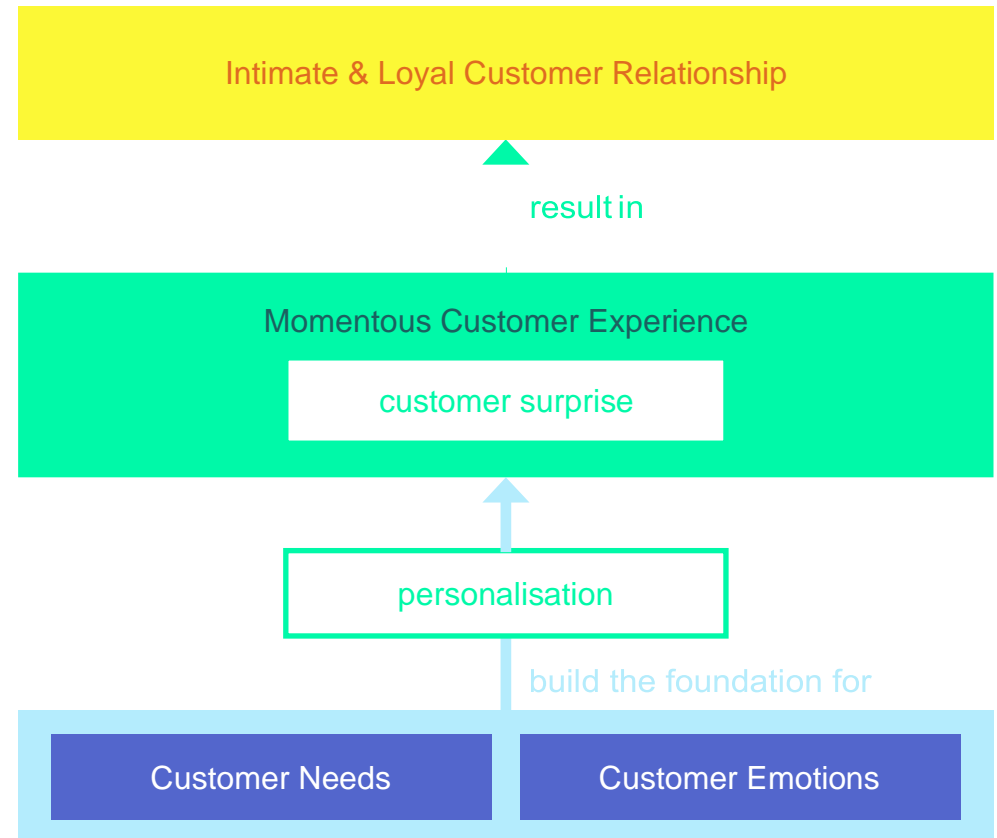 Intimate & Loyal Customer Relationship
result in
Momentous Customer Experience
customer surprise
personalisation
build the foundation for
Customer Needs
Customer Emotions